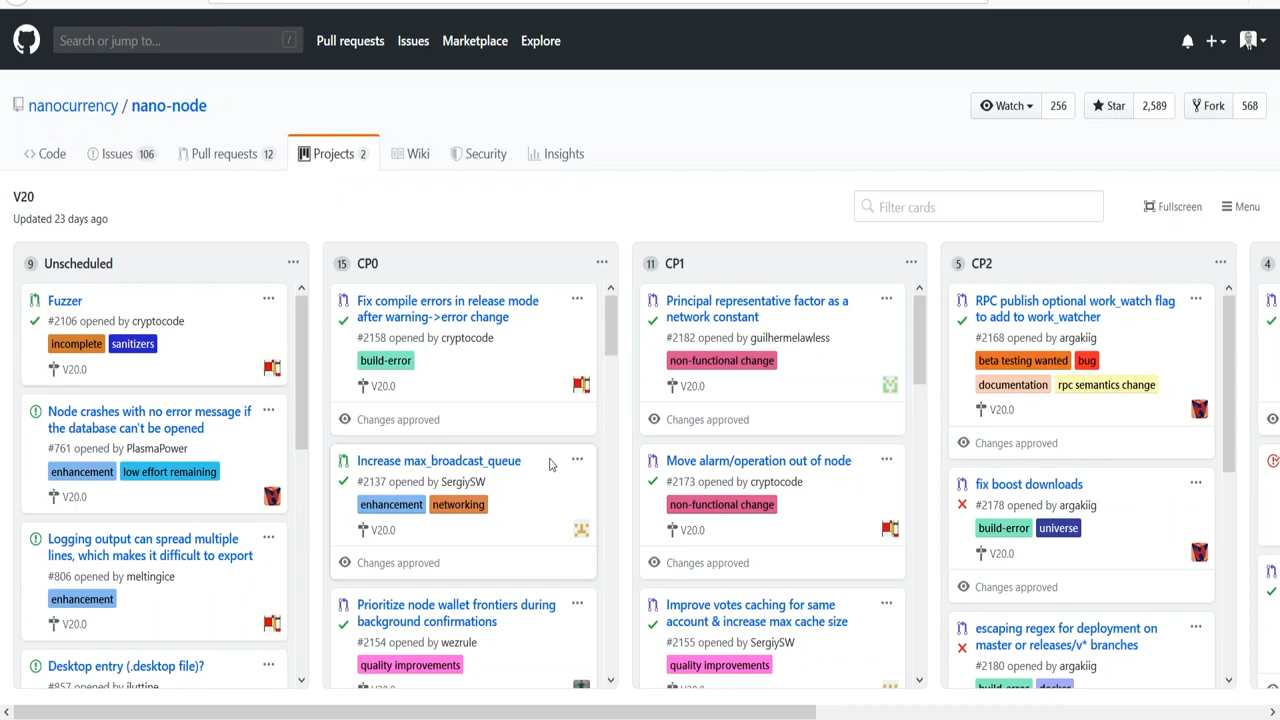 Search or jump to...
/
Pull requests
Issues
Marketplace
Explore
nanocurrency / nano-node
Watch 256
Star 2,589
Fork 568
Code
Issues 106
Pull requests 12
Projects 2
Wiki
Security
Insights
V20
Updated 23 days ago
Filter cards
Fullscreen
Menu
9 Unscheduled
Fuzzer
#2106 opened by cryptocode
incomplete sanitizers
V20.0
Node crashes with no error message if
the database can't be opened
#761 opened by PlasmaPower
enhancement low effort remaining
V20.0
Logging output can spread multiple
lines, which makes it difficult to export
#806 opened by meltingice
enhancement
V20.0
Desktop entry (.desktop file)?
#857 opened by iluttine
15 CP0
Fix compile errors in release mode
after warning->error change
#2158 opened by cryptocode
build-error
V20.0
Changes approved
Increase max_broadcast_queue
#2137 opened by SergiySW
enhancement networking
V20.0
Changes approved
Prioritize node wallet frontiers during
background confirmations
#2154 opened by wezrule
quality improvements
V20.0
11 CP1
Principal representative factor as a
network constant
#2182 opened by guilhermelawless
non-functional change
V20.0
Changes approved
Move alarm/operation out of node
#2173 opened by cryptocode
non-functional change
V20.0
Changes approved
Improve votes caching for same
account & increase max cache size
#2155 opened by SergiySW
quality improvements
V20.0
5 CP2
RPC publish optional work_watch flag
to add to work_watcher
#2168 opened by argakiig
beta testing wanted bug
documentation rpc semantics change
V20.0
Changes approved
fix boost downloads
#2178 opened by argakiig
build-error universe
V20.0
Changes approved
escaping regex for deployment on
master or releases/v* branches
#2180 opened by argakiig
build-error docker
4